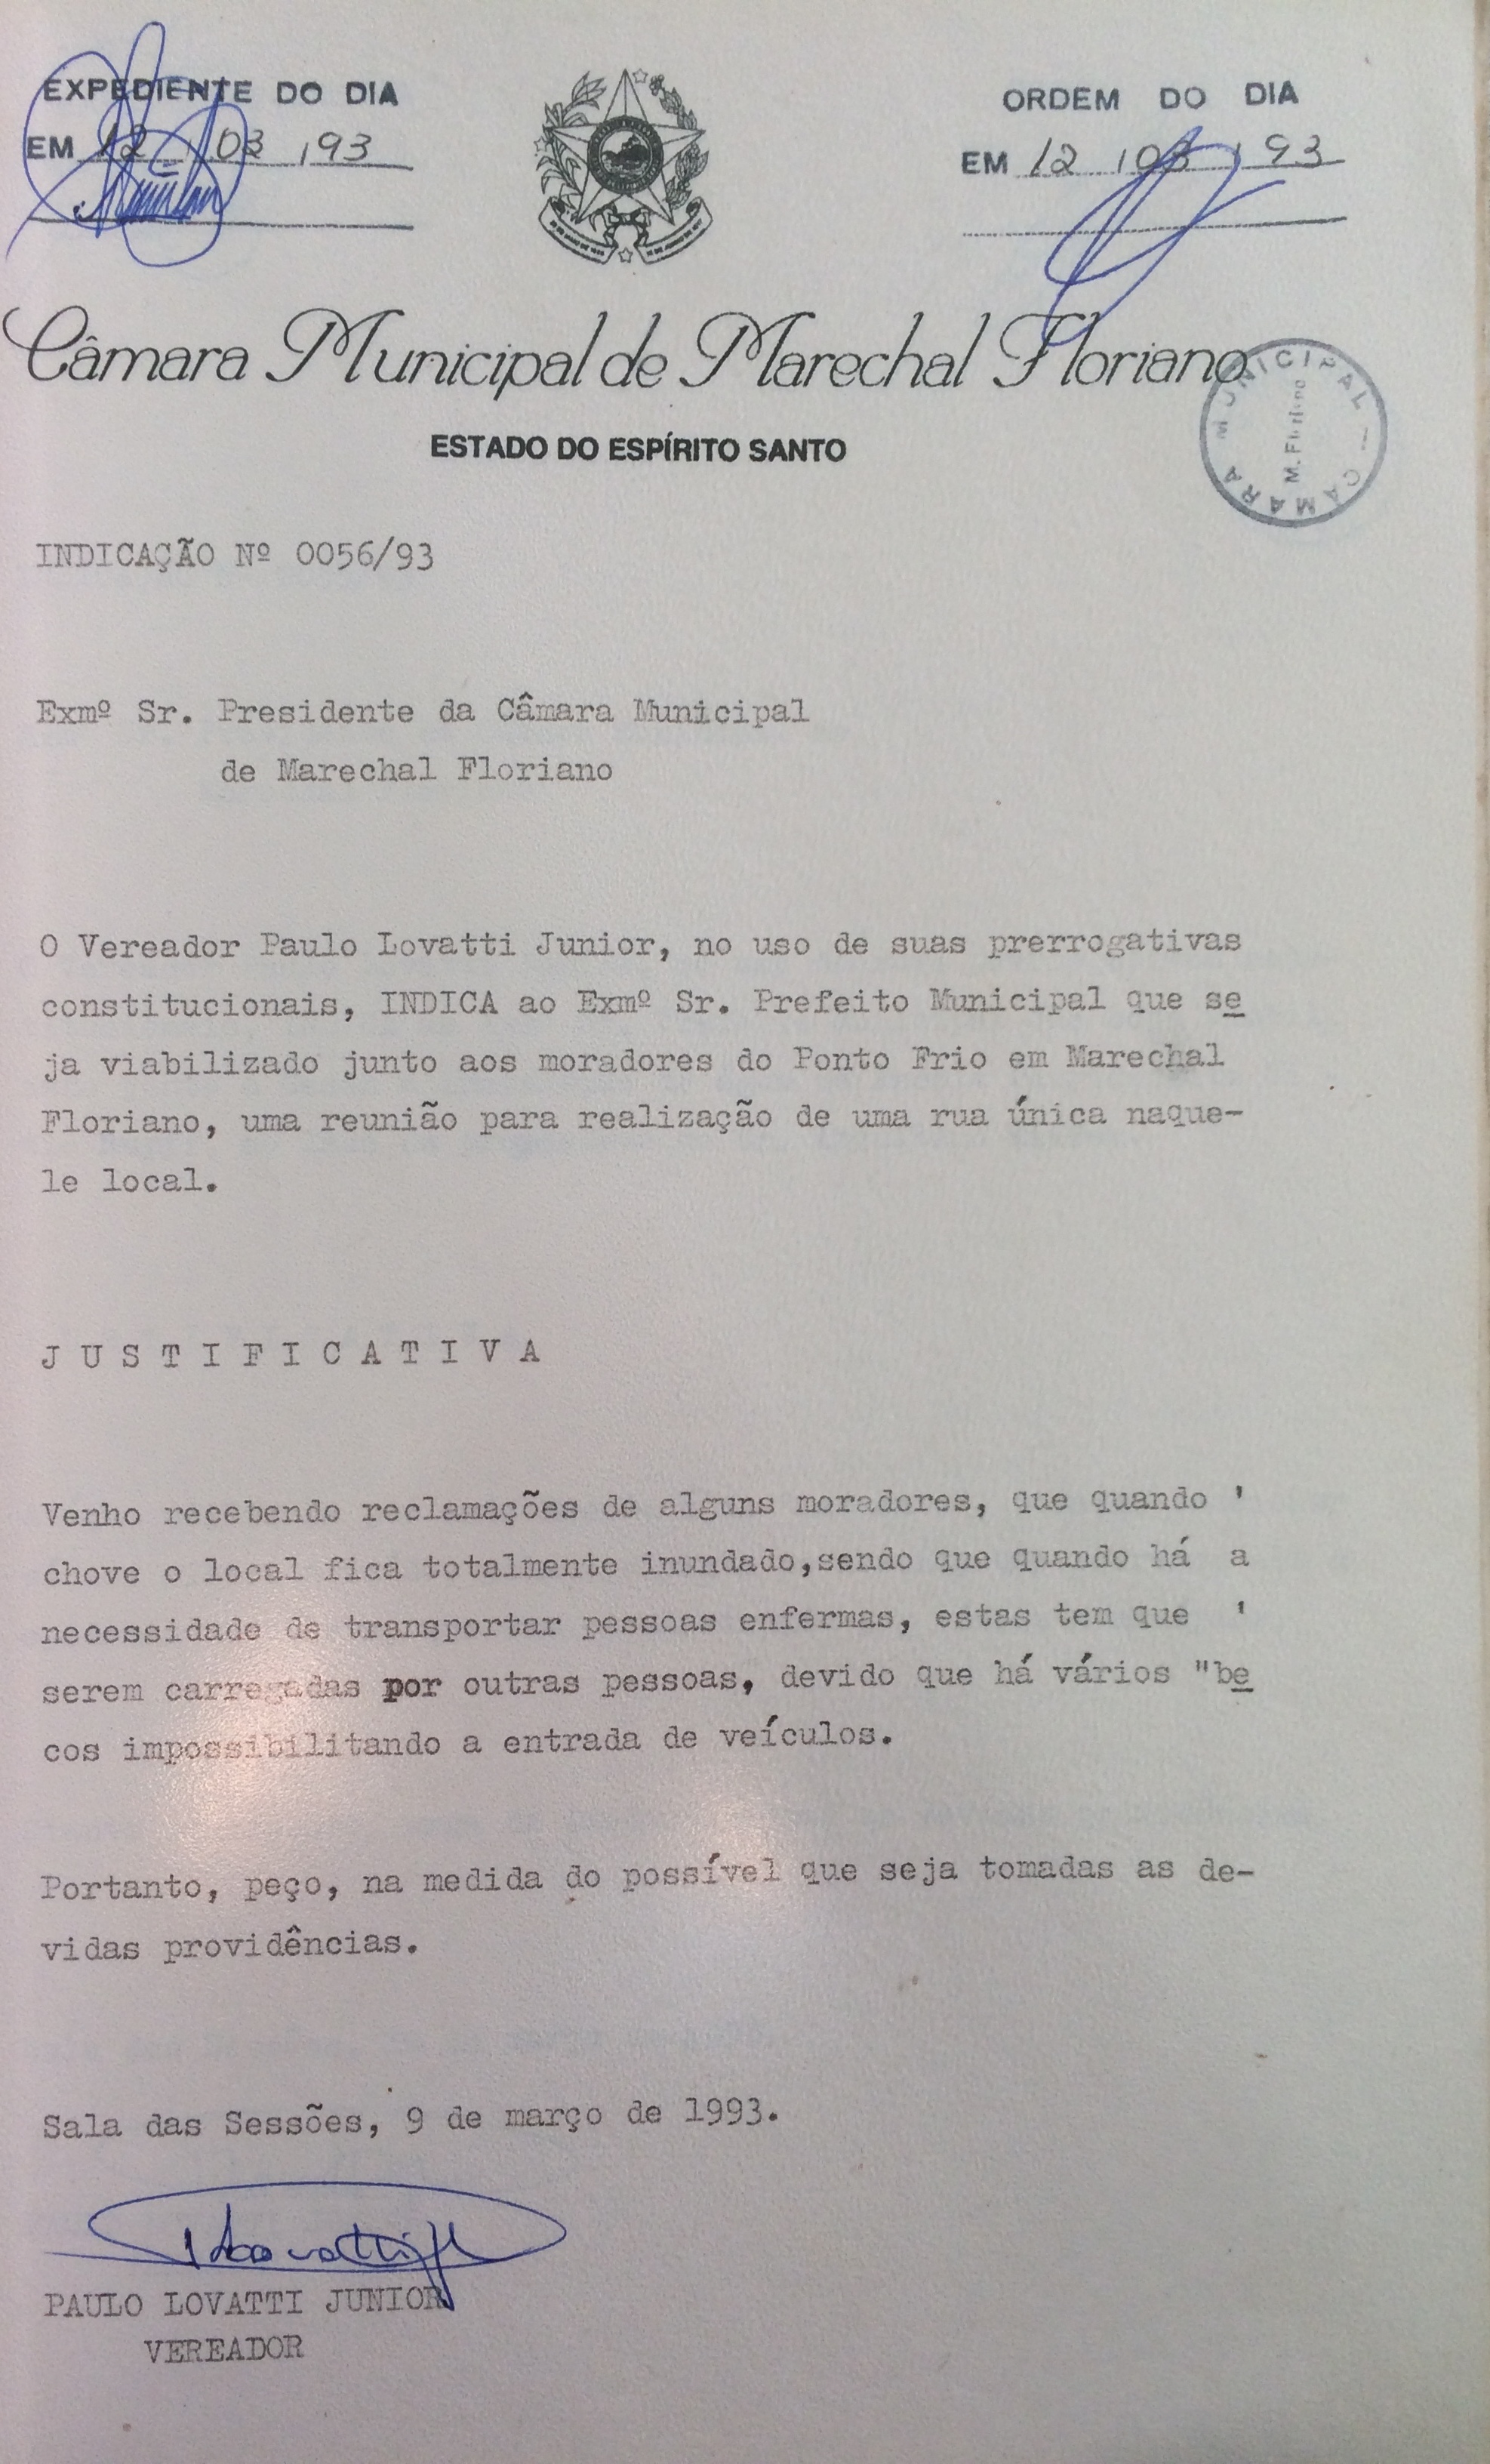 EXPEDIENTE DO DIA
EM 12 / 03 / 93
ORDEM DO DIA
EM 12 / 03 / 93
Câmara Municipal de Marechal Floriano
ESTADO DO ESPÍRITO SANTO
CAMARA MUNICIPAL —
M. Floriano
INDICAÇÃO Nº 0056/93
Exmº Sr. Presidente da Câmara Municipal
de Marechal Floriano
O Vereador Paulo Lovatti Junior, no uso de suas prerrogativas
constitucionais, INDICA ao Exmº Sr. Prefeito Municipal que se
ja viabilizado junto aos moradores do Ponto Frio em Marechal
Floriano, uma reunião para realização de uma rua única naque-
le local.
J U S T I F I C A T I V A
Venho recebendo reclamações de alguns moradores, que quando '
chove o local fica totalmente inundado,sendo que quando há a
necessidade de transportar pessoas enfermas, estas tem que '
serem carregadas por outras pessoas, devido que há vários "be
cos impossibilitando a entrada de veículos.
Portanto, peço, na medida do possível que seja tomadas as de-
vidas providências.
Sala das Sessões, 9 de março de 1993.
PAULO LOVATTI JUNIOR
VEREADOR